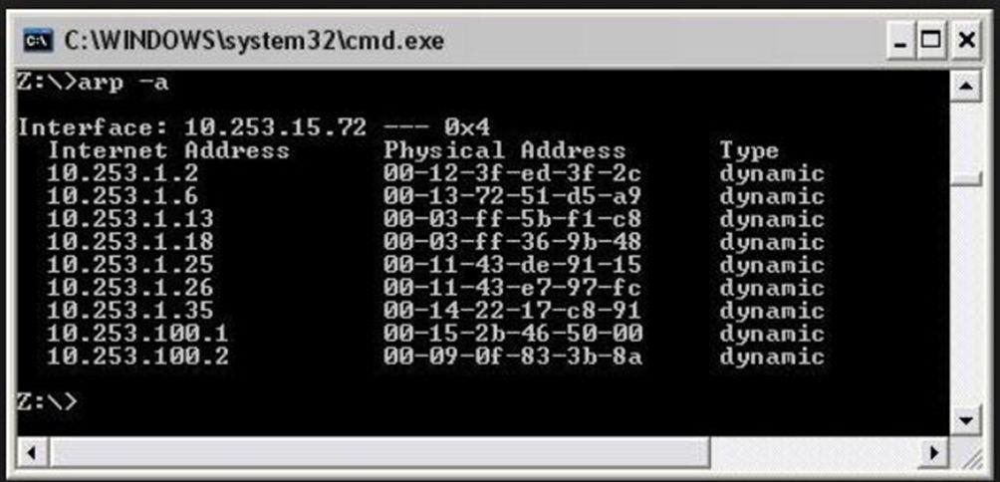 C:\WINDOWS\system32\cmd.exe
Z:\>arp -a
Interface: 10.253.15.72 --- 0x4
Internet Address Physical Address Type
10.253.1.2 00-12-3f-ed-3f-2c dynamic
10.253.1.6 00-13-72-51-d5-a9 dynamic
10.253.1.13 00-03-ff-5b-f1-c8 dynamic
10.253.1.18 00-03-ff-36-9b-48 dynamic
10.253.1.25 00-11-43-de-91-15 dynamic
10.253.1.26 00-11-43-e7-97-fc dynamic
10.253.1.35 00-14-22-17-c8-91 dynamic
10.253.100.1 00-15-2b-46-50-00 dynamic
10.253.100.2 00-09-0f-83-3b-8a dynamic
Z:\>